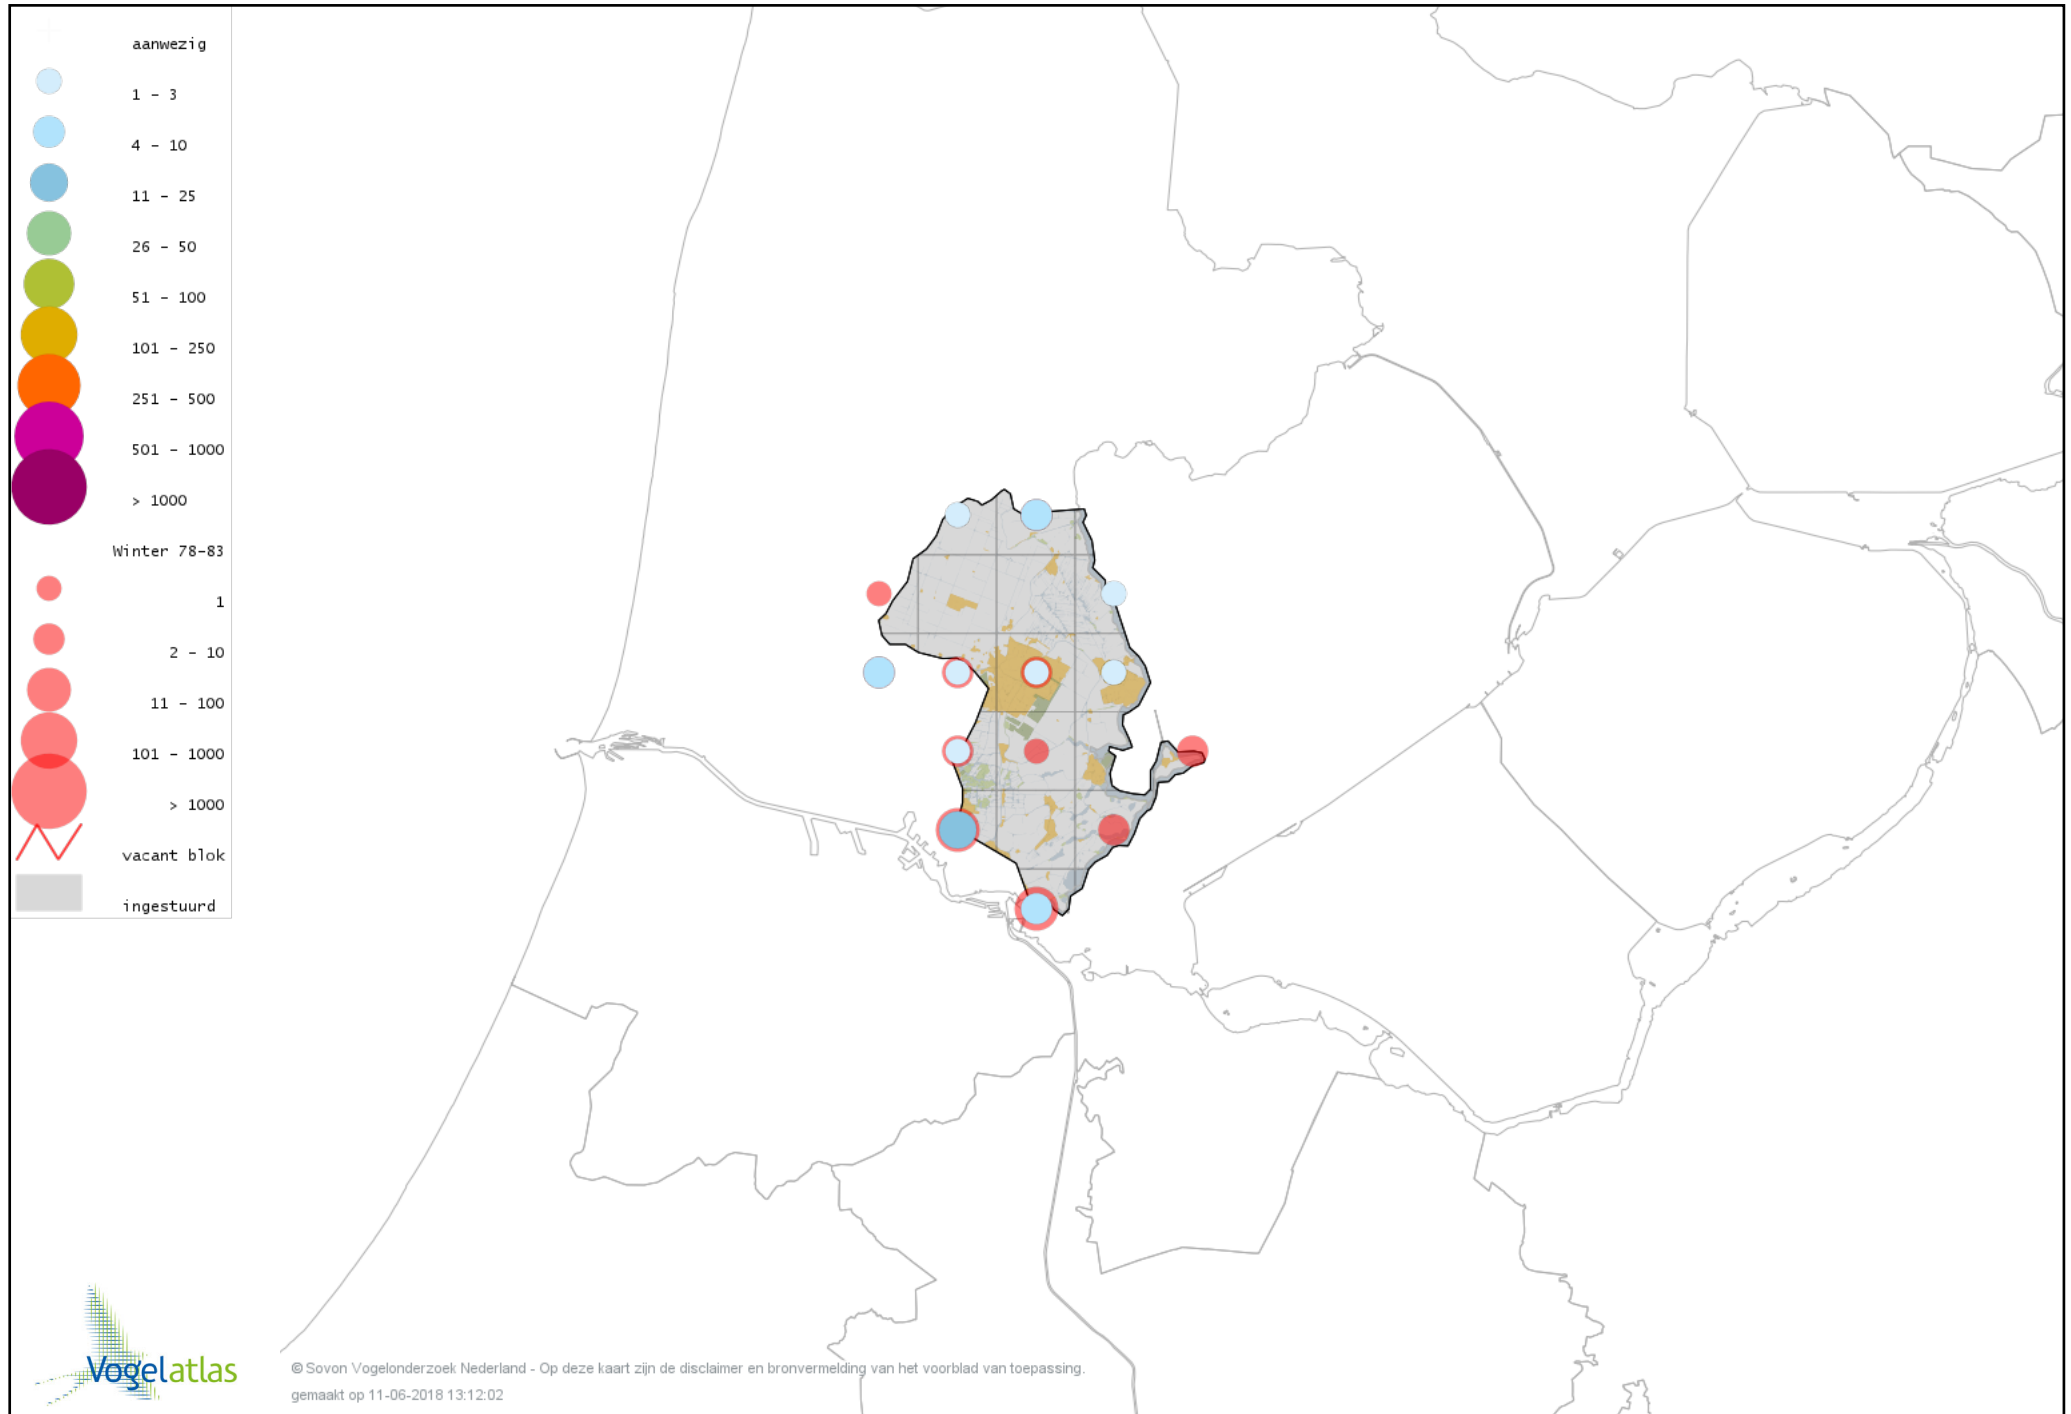 aanwezig
1 - 3
4 - 10
11 - 25
26 - 50
51 - 100
101 - 250
251 - 500
501 - 1000
> 1000
Winter 78-83
1
2 - 10
11 - 100
101 - 1000
> 1000
vacant blok
ingestuurd
Vogelatlas
© Sovon Vogelonderzoek Nederland - Op deze kaart zijn de disclaimer en bronvermelding van het voorblad van toepassing.
gemaakt op 11-06-2018 13:12:02